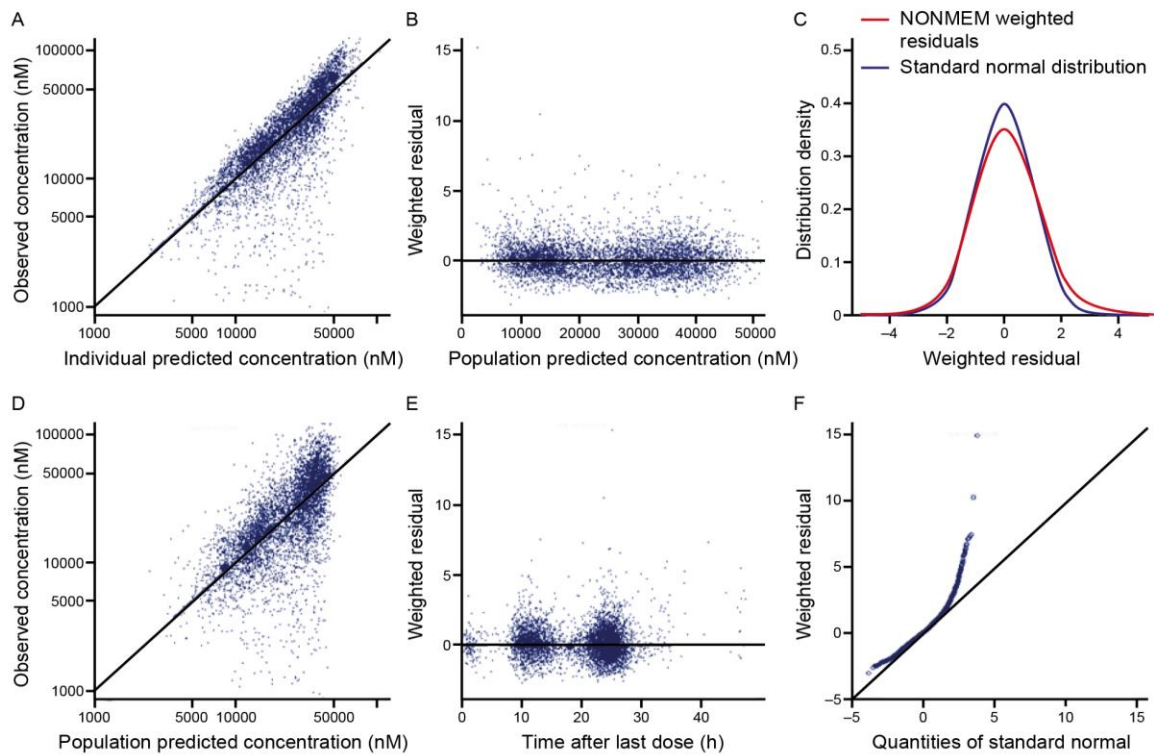 A
Observed concentration (nM)
100000
50000
10000
5000
1000
1000
5000
10000
50000
Individual predicted concentration (nM)
B
Weighted residual
15
10
5
0
0
10000
20000
30000
40000
50000
Population predicted concentration (nM)
C
NONMEM weighted
residuals
Standard normal distribution
Distribution density
0.5
0.4
0.3
0.2
0.1
0
–4
–2
0
2
4
Weighted residual
D
Observed concentration (nM)
100000
50000
10000
5000
1000
1000
5000
10000
50000
Population predicted concentration (nM)
E
Weighted residual
15
10
5
0
0
10
20
30
40
Time after last dose (h)
F
Weighted residual
15
10
5
0
–5
–5
0
5
10
15
Quantities of standard normal